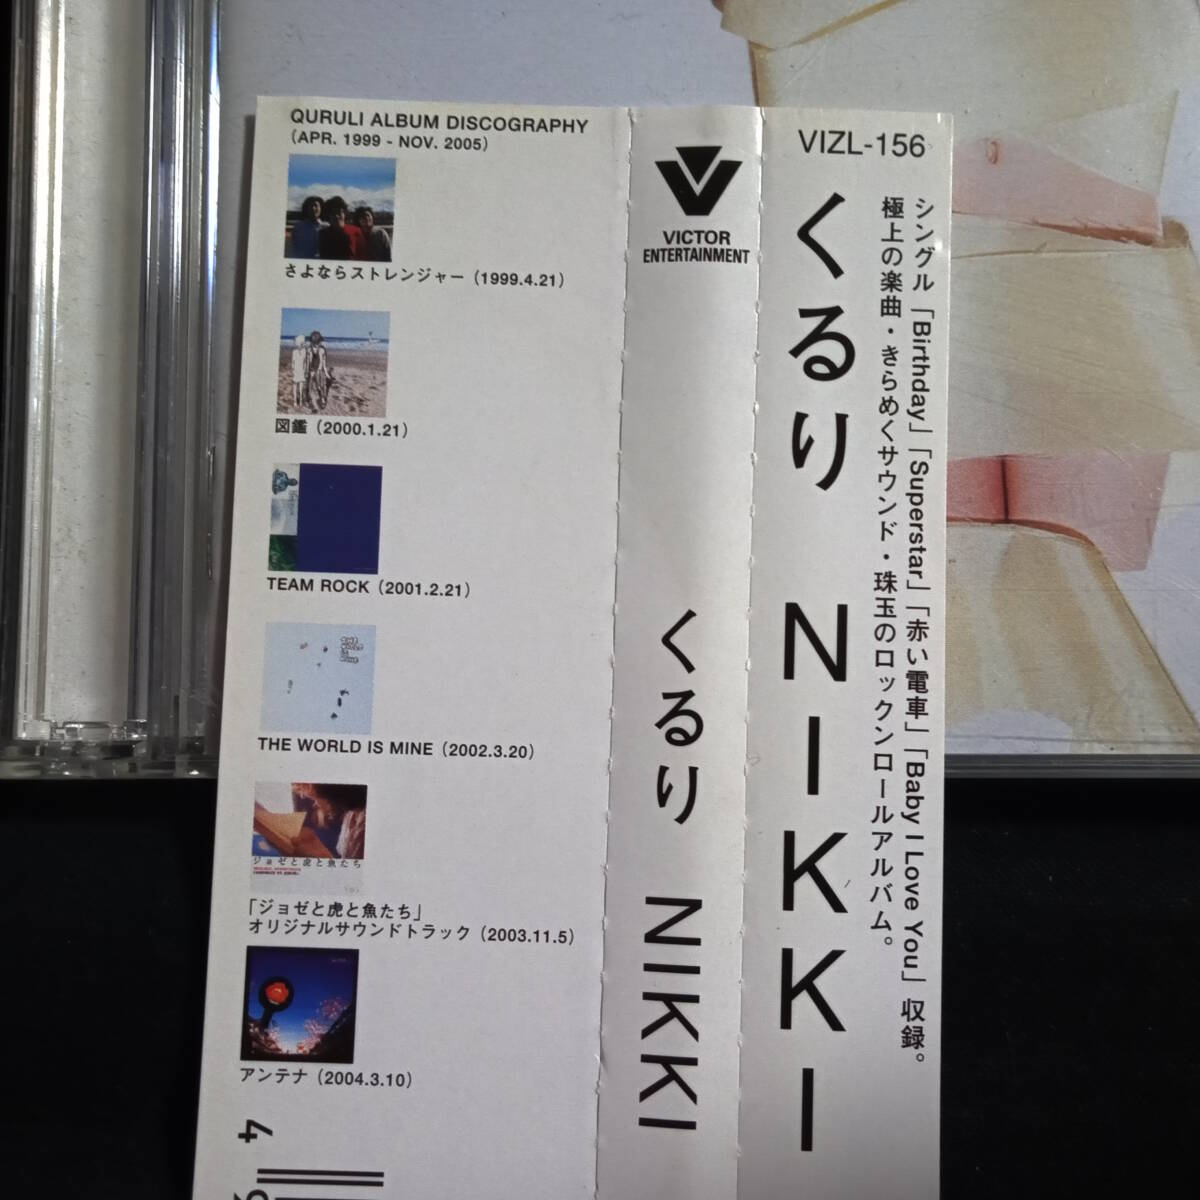 QURULI ALBUM DISCOGRAPHY
(APR. 1999 - NOV. 2005)
さよならストレンジャー（1999.4.21）
図鑑（2000.1.21）
TEAM ROCK（2001.2.21）
THE WORLD IS MINE（2002.3.20）
ジョゼと虎と魚たち
「ジョゼと虎と魚たち」
オリジナルサウンドトラック（2003.11.5）
アンテナ（2004.3.10）
4
VICTOR
ENTERTAINMENT
くるり NIKKI
VIZL-156
くるり NIKKI
シングル「Birthday」「Superstar」「赤い電車」「Baby I Love You」収録。
極上の楽曲・きらめくサウンド・珠玉のロックンロールアルバム。